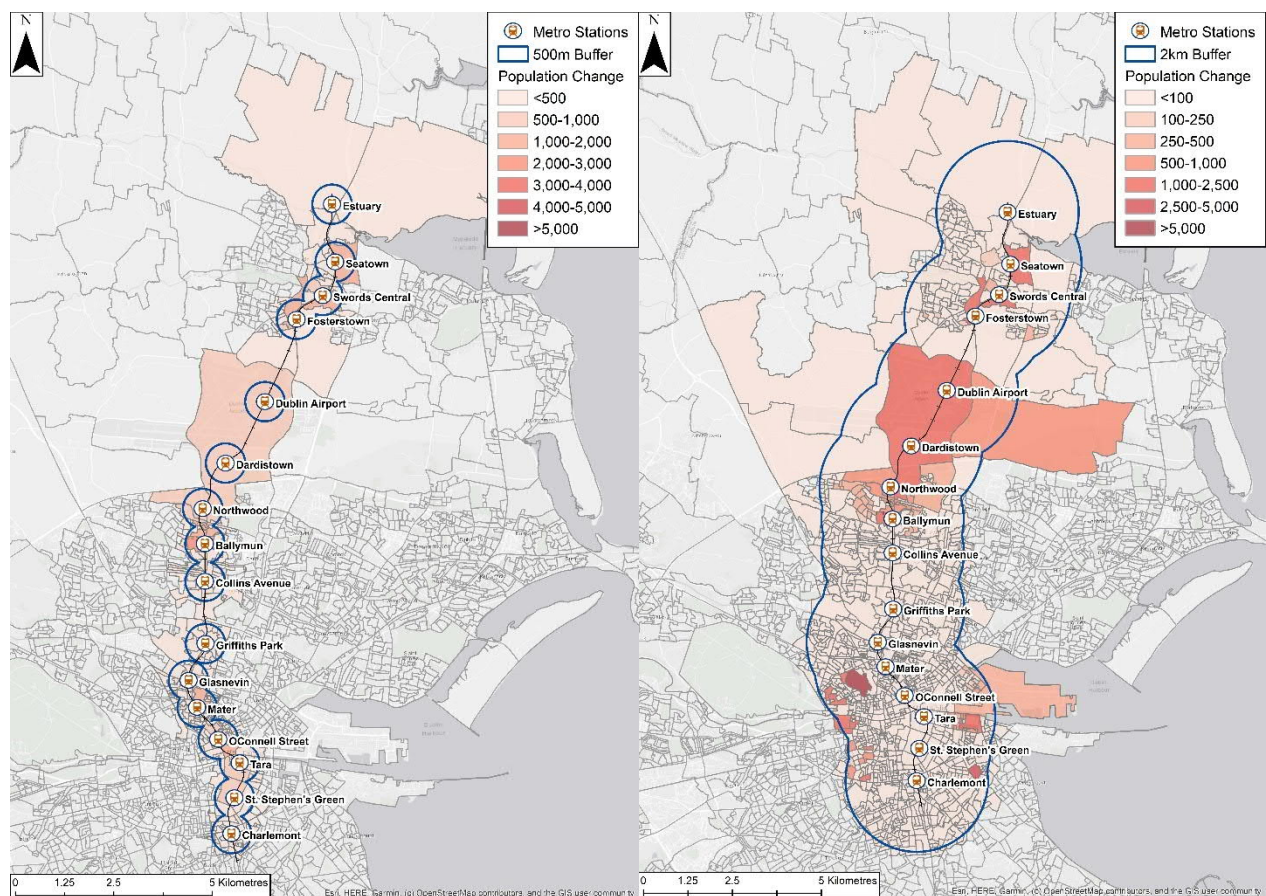 N
Metro Stations
500m Buffer
Population Change
<500
500-1,000
1,000-2,000
2,000-3,000
3,000-4,000
4,000-5,000
>5,000
Estuary
Seatown
Swords Central
Fosterstown
Dublin Airport
Dardistown
Northwood
Ballymun
Collins Avenue
Griffiths Park
Glasnevin
Mater
OConnell Street
Tara
St. Stephen's Green
Charlemont
0 1.25 2.5 5 Kilometres
Esri, HERE, Garmin, (c) OpenStreetMap contributors, and the GIS user community
N
Metro Stations
2km Buffer
Population Change
<100
100-250
250-500
500-1,000
1,000-2,500
2,500-5,000
>5,000
Estuary
Seatown
Swords Central
Fosterstown
Dublin Airport
Dardistown
Northwood
Ballymun
Collins Avenue
Griffiths Park
Glasnevin
Mater
OConnell Street
Tara
St. Stephen's Green
Charlemont
0 1.25 2.5 5 Kilometres
Esri, HERE, Garmin, (c) OpenStreetMap contributors, and the GIS user community